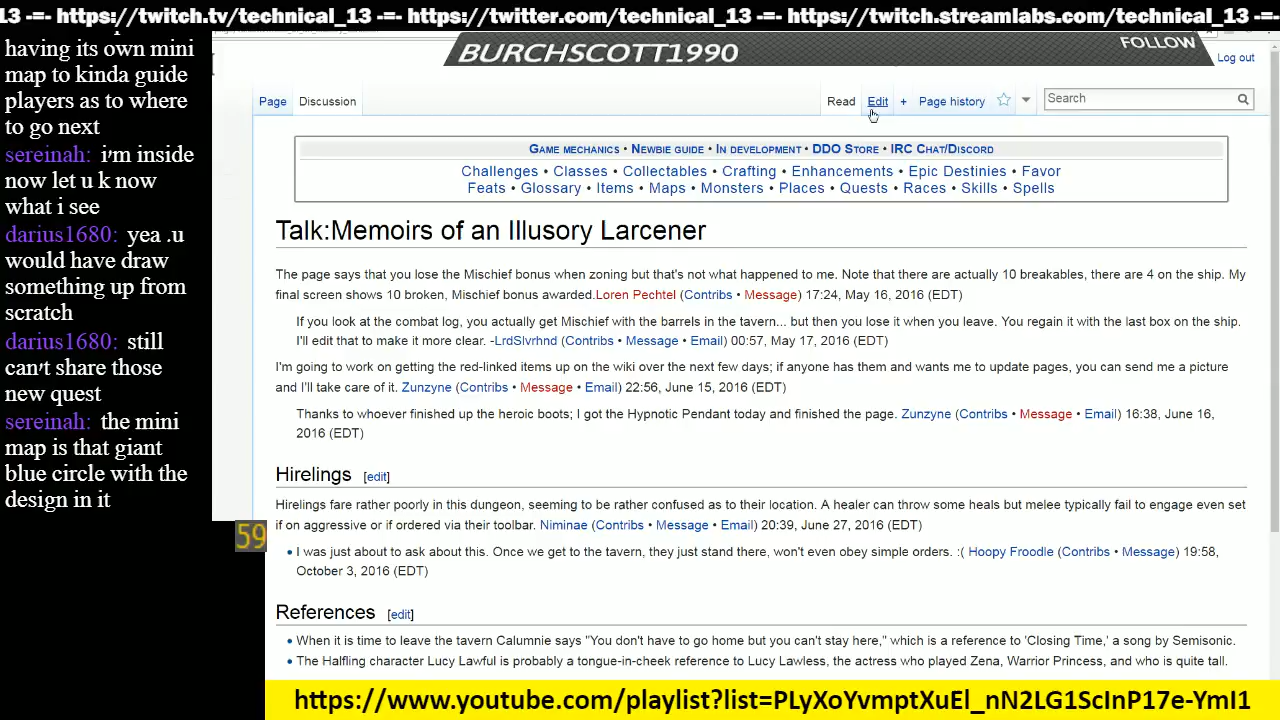 13 -=- https://twitch.tv/technical_13 -=- https://twitter.com/technical_13 -=- https://twitch.streamlabs.com/technical_13 -=-
having its own mini
map to kinda guide
players as to where
to go next
sereinah: i'm inside
now let u k now
what i see
darius1680: yea .u
would have draw
something up from
scratch
darius1680: still
can't share those
new quest
sereinah: the mini
map is that giant
blue circle with the
design in it
59
BURCHSCOTT1990
FOLLOW
Log out
Page Discussion
Read Edit + Page history
Search
Game mechanics • Newbie guide • In development • DDO Store • IRC Chat/Discord
Challenges • Classes • Collectables • Crafting • Enhancements • Epic Destinies • Favor
Feats • Glossary • Items • Maps • Monsters • Places • Quests • Races • Skills • Spells
Talk:Memoirs of an Illusory Larcener
The page says that you lose the Mischief bonus when zoning but that's not what happened to me. Note that there are actually 10 breakables, there are 4 on the ship. My
final screen shows 10 broken, Mischief bonus awarded.Loren Pechtel (Contribs • Message) 17:24, May 16, 2016 (EDT)
If you look at the combat log, you actually get Mischief with the barrels in the tavern... but then you lose it when you leave. You regain it with the last box on the ship.
I'll edit that to make it more clear. -LrdSlvrhnd (Contribs • Message • Email) 00:57, May 17, 2016 (EDT)
I'm going to work on getting the red-linked items up on the wiki over the next few days; if anyone has them and wants me to update pages, you can send me a picture
and I'll take care of it. Zunzyne (Contribs • Message • Email) 22:56, June 15, 2016 (EDT)
Thanks to whoever finished up the heroic boots; I got the Hypnotic Pendant today and finished the page. Zunzyne (Contribs • Message • Email) 16:38, June 16,
2016 (EDT)
Hirelings [edit]
Hirelings fare rather poorly in this dungeon, seeming to be rather confused as to their location. A healer can throw some heals but melee typically fail to engage even set
if on aggressive or if ordered via their toolbar. Niminae (Contribs • Message • Email) 20:39, June 27, 2016 (EDT)
• I was just about to ask about this. Once we get to the tavern, they just stand there, won't even obey simple orders. :( Hoopy Froodle (Contribs • Message) 19:58,
October 3, 2016 (EDT)
References [edit]
• When it is time to leave the tavern Calumnie says "You don't have to go home but you can't stay here," which is a reference to 'Closing Time,' a song by Semisonic.
• The Halfling character Lucy Lawful is probably a tongue-in-cheek reference to Lucy Lawless, the actress who played Zena, Warrior Princess, and who is quite tall.
https://www.youtube.com/playlist?list=PLyXoYvmptXuEl_nN2LG1ScInP17e-YmI1